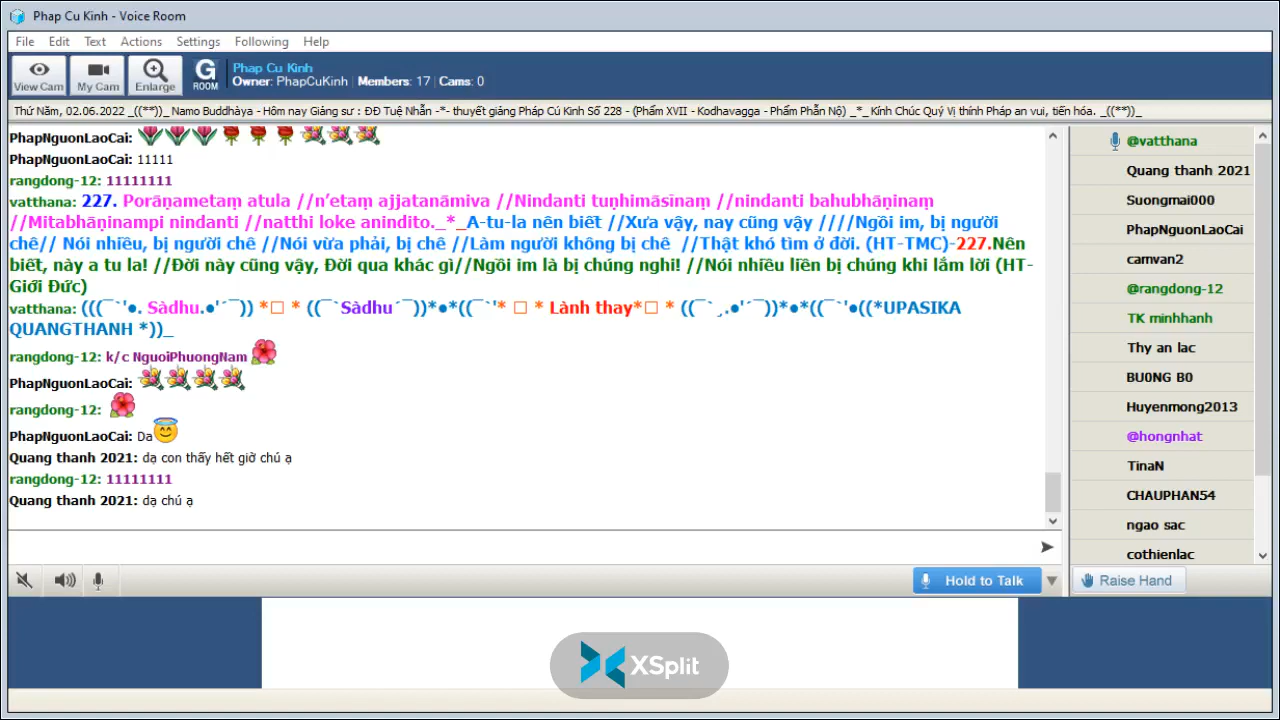 Phap Cu Kinh - Voice Room
File Edit Text Actions Settings Following Help
View Cam My Cam Enlarge G ROOM
Phap Cu Kinh
Owner: PhapCuKinh | Members: 17 | Cams: 0
Thứ Năm, 02.06.2022 _((**))_ Namo Buddhàya - Hôm nay Giảng sư : ĐĐ Tuệ Nhẫn -*- thuyết giảng Pháp Cú Kinh Số 228 - (Phẩm XVII - Kodhavagga - Phẩm Phẫn Nộ) _*_ Kính Chúc Quý Vị thính Pháp an vui, tiến hóa. _((**))_
PhapNguonLaoCai:
PhapNguonLaoCai: 11111
rangdong-12: 11111111
vatthana: 227. Porāṇametaṃ atula //n’etaṃ ajjatanāmiva //Nindanti tuṇhimāsīnaṃ //nindanti bahubhāṇinaṃ
//Mitabhāṇinampi nindanti //natthi loke anindito._*_A-tu-la nên biết //Xưa vậy, nay cũng vậy ////Ngồi im, bị người
chê// Nói nhiều, bị người chê //Nói vừa phải, bị chê //Làm người không bị chê //Thật khó tìm ở đời. (HT-TMC)-227.Nên
biết, này a tu la! //Đời này cũng vậy, Đời qua khác gì//Ngồi im là bị chúng nghi! //Nói nhiều liền bị chúng khi lắm lời (HT-
Giới Đức)
vatthana: (((¯`'●. Sàdhu.●'´¯)) *□ * ((¯`Sàdhu´¯))*●*((¯`'* □ * Lành thay*□ * ((¯`¸.●'´¯))*●*((¯`'●((*UPASIKA
QUANGTHANH *))_
rangdong-12: k/c NguoiPhuongNam
PhapNguonLaoCai:
rangdong-12:
PhapNguonLaoCai: Da
Quang thanh 2021: dạ con thấy hết giờ chú ạ
rangdong-12: 11111111
Quang thanh 2021: dạ chú ạ
@vatthana
Quang thanh 2021
Suongmai000
PhapNguonLaoCai
camvan2
@rangdong-12
TK minhhanh
Thy an lac
BU0NG B0
Huyenmong2013
@hongnhat
TinaN
CHAUPHAN54
ngao sac
cothienlac
Hold to Talk
Raise Hand
XSplit